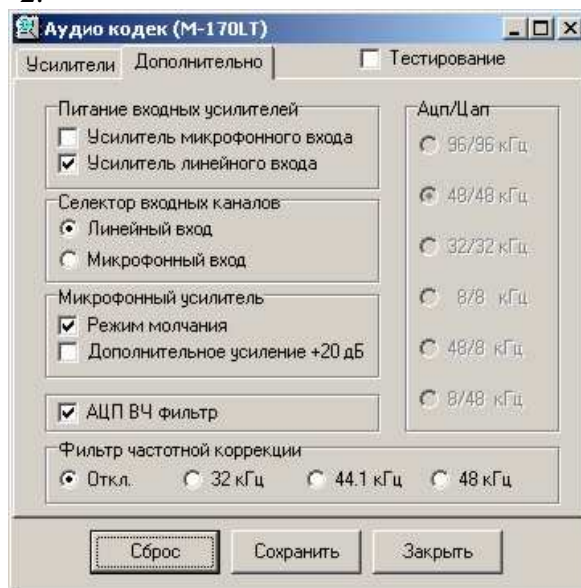 2.
Аудио кодек (М-170LT)
Усилители Дополнительно Тестирование
Питание входных усилителей
Усилитель микрофонного входа
Усилитель линейного входа
Селектор входных каналов
Линейный вход
Микрофонный вход
Микрофонный усилитель
Режим молчания
Дополнительное усиление +20 дБ
АЦП ВЧ фильтр
Ацп/Цап
96/96 кГц
48/48 кГц
32/32 кГц
8/8 кГц
48/8 кГц
8/48 кГц
Фильтр частотной коррекции
Откл. 32 кГц 44.1 кГц 48 кГц
Сброс Сохранить Закрыть